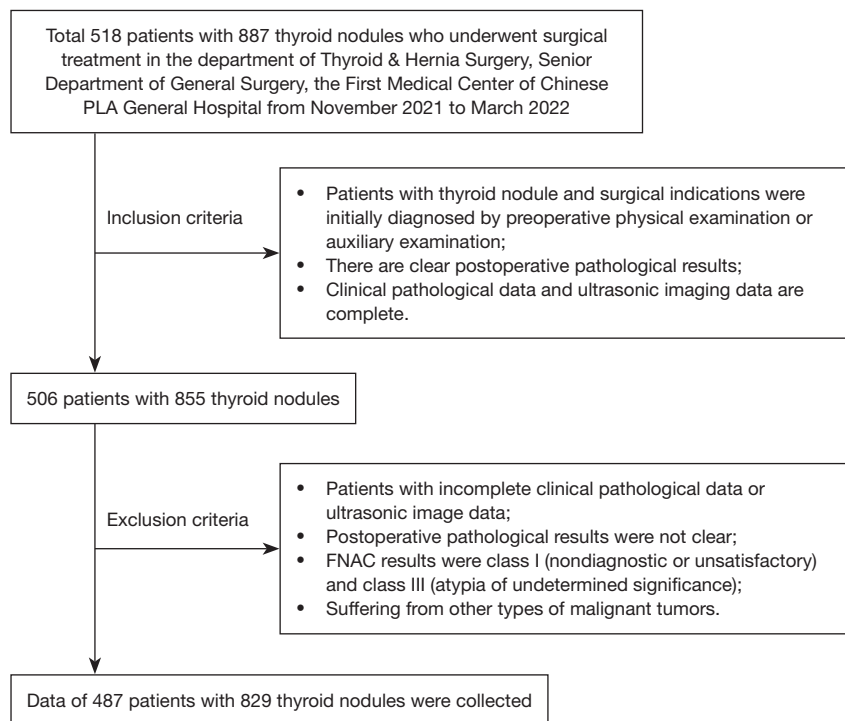 Total 518 patients with 887 thyroid nodules who underwent surgical
treatment in the department of Thyroid & Hernia Surgery, Senior
Department of General Surgery, the First Medical Center of Chinese
PLA General Hospital from November 2021 to March 2022
Inclusion criteria
• Patients with thyroid nodule and surgical indications were
initially diagnosed by preoperative physical examination or
auxiliary examination;
• There are clear postoperative pathological results;
• Clinical pathological data and ultrasonic imaging data are
complete.
506 patients with 855 thyroid nodules
Exclusion criteria
• Patients with incomplete clinical pathological data or
ultrasonic image data;
• Postoperative pathological results were not clear;
• FNAC results were class I (nondiagnostic or unsatisfactory)
and class III (atypia of undetermined significance);
• Suffering from other types of malignant tumors.
Data of 487 patients with 829 thyroid nodules were collected